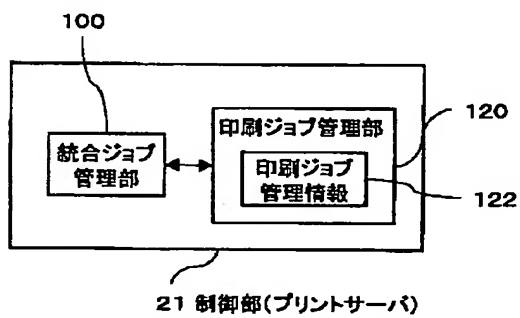 100
統合ジョブ
管理部
印刷ジョブ管理部
印刷ジョブ
管理情報
120
122
21 制御部(プリントサーバ)